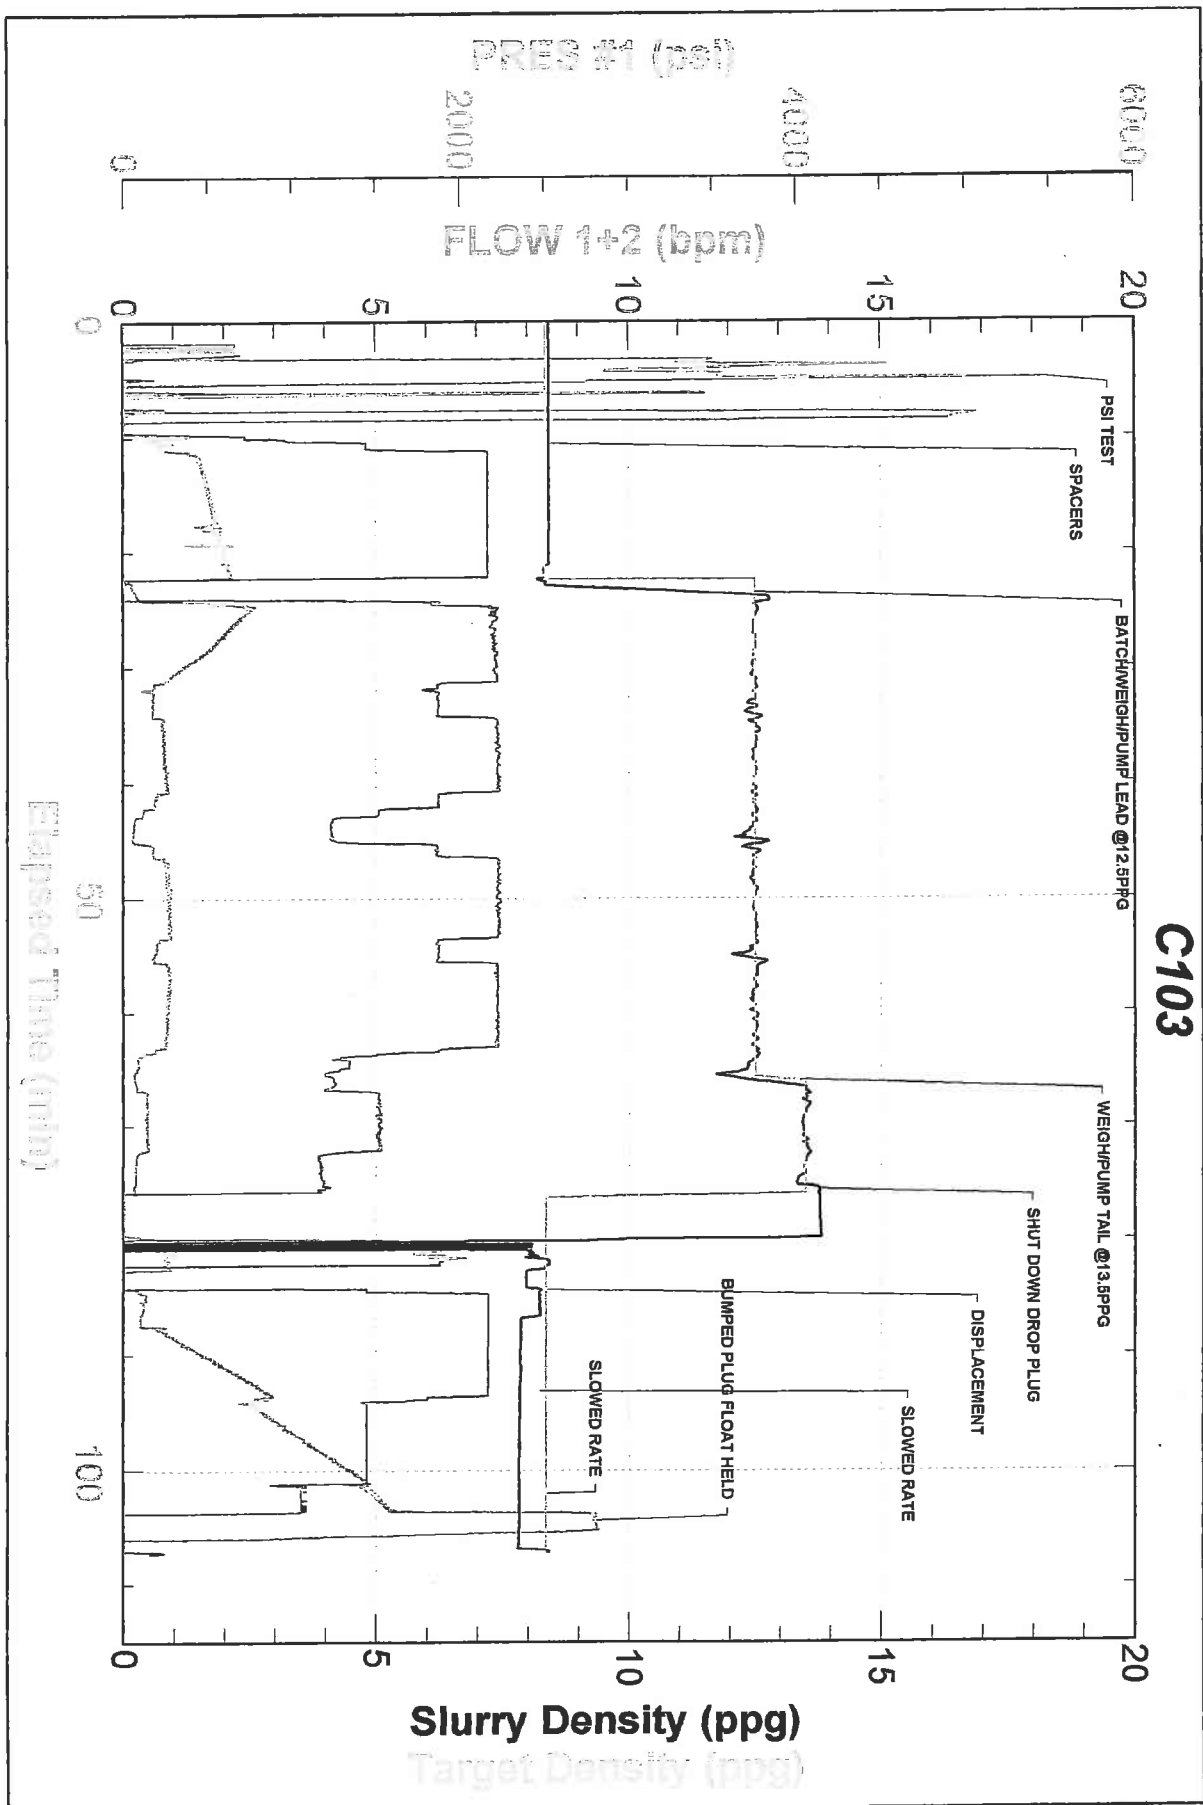 C103
PRES #1 (psi)
0
2000
4000
6000
FLOW 1+2 (bpm)
0
5
10
15
20
PSI TEST
SPACERS
BATCH/WEIGH/PUMP LEAD @12.5PPG
WEIGH/PUMP TAIL @13.5PPG
SHUT DOWN DROP PLUG
DISPLACEMENT
SLOWED RATE
BUMPED PLUG FLOAT HELD
SLOWED RATE
0
50
100
Elapsed Time (min)
0
5
10
15
20
Slurry Density (ppg)
Target Density (ppg)